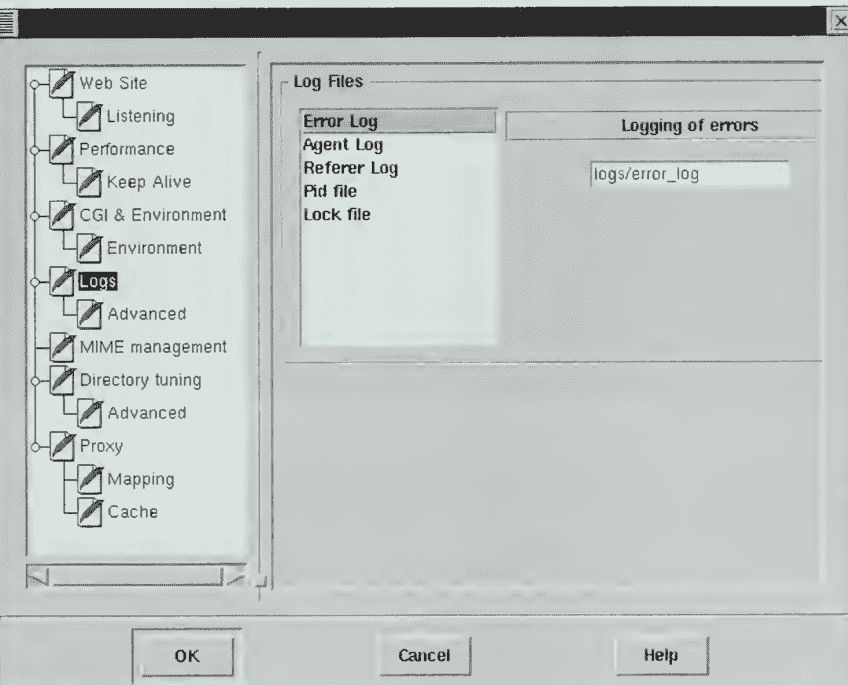 Web Site
Listening
Performance
Keep Alive
CGI & Environment
Environment
Logs
Advanced
MIME management
Directory tuning
Advanced
Proxy
Mapping
Cache
Log Files
Error Log
Agent Log
Referer Log
Pid file
Lock file
Logging of errors
logs/error_log
OK
Cancel
Help